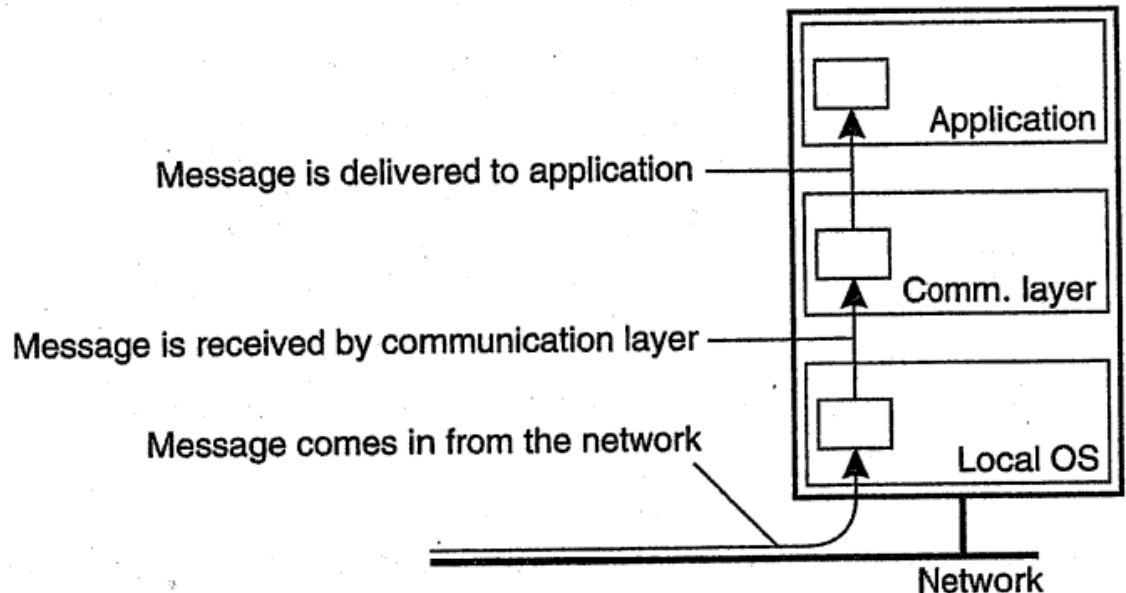 Application
Message is delivered to application
Comm. layer
Message is received by communication layer
Message comes in from the network
Local OS
Network